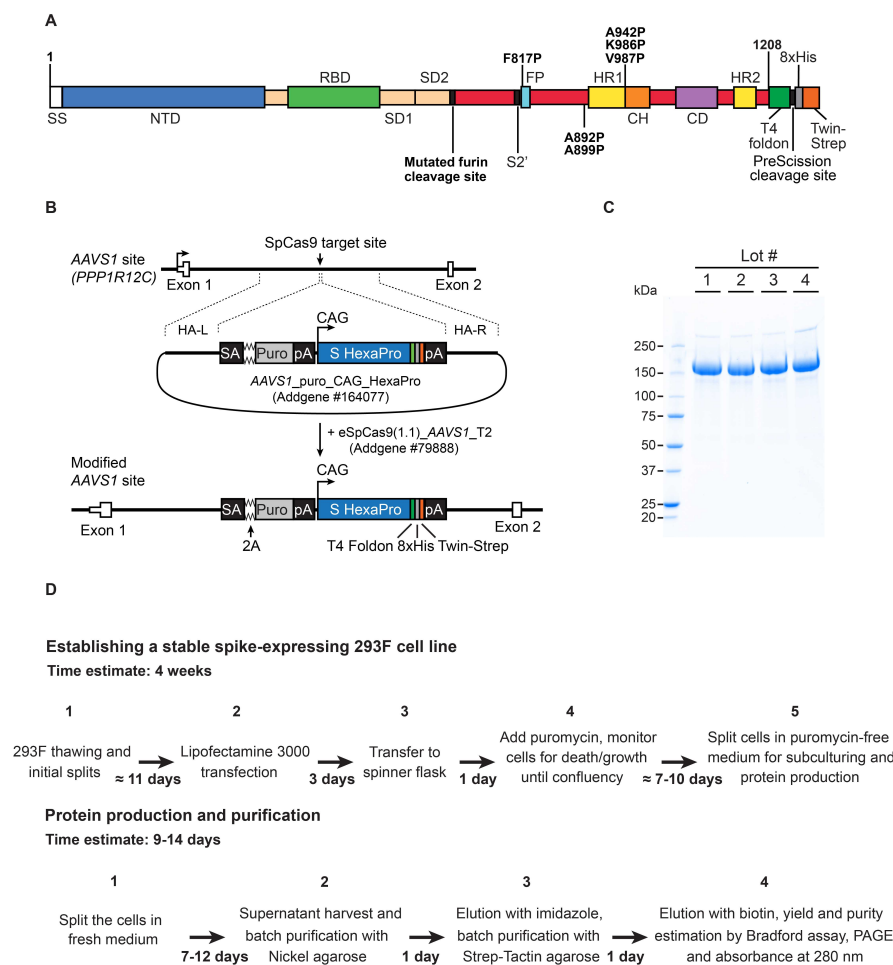 A
1
F817P
A942P
K986P
V987P
1208
8xHis
RBD
SD2
FP
HR1
HR2
SS
NTD
SD1
S2'
A892P
A899P
CH
CD
T4
foldon
Twin-
Strep
Mutated furin
cleavage site
PreScission
cleavage site
B
SpCas9 target site
AAVS1 site
(PPP1R12C)
Exon 1
Exon 2
HA-L
CAG
HA-R
SA
Puro
pA
S HexaPro
pA
AAVS1_puro_CAG_HexaPro
(Addgene #164077)
+ eSpCas9(1.1)_AAVS1_T2
(Addgene #79888)
Modified
AAVS1 site
CAG
SA
Puro
pA
S HexaPro
pA
Exon 1
Exon 2
2A
T4 Foldon 8xHis Twin-Strep
C
Lot #
1 2 3 4
kDa
250
150
100
75
50
37
25
20
D
Establishing a stable spike-expressing 293F cell line
Time estimate: 4 weeks
1
293F thawing and
initial splits
≈ 11 days
2
Lipofectamine 3000
transfection
3 days
3
Transfer to
spinner flask
1 day
4
Add puromycin, monitor
cells for death/growth
until confluency
≈ 7-10 days
5
Split cells in puromycin-free
medium for subculturing and
protein production
Protein production and purification
Time estimate: 9-14 days
1
Split the cells in
fresh medium
7-12 days
2
Supernatant harvest and
batch purification with
Nickel agarose
1 day
3
Elution with imidazole,
batch purification with
Strep-Tactin agarose
1 day
4
Elution with biotin, yield and purity
estimation by Bradford assay, PAGE
and absorbance at 280 nm